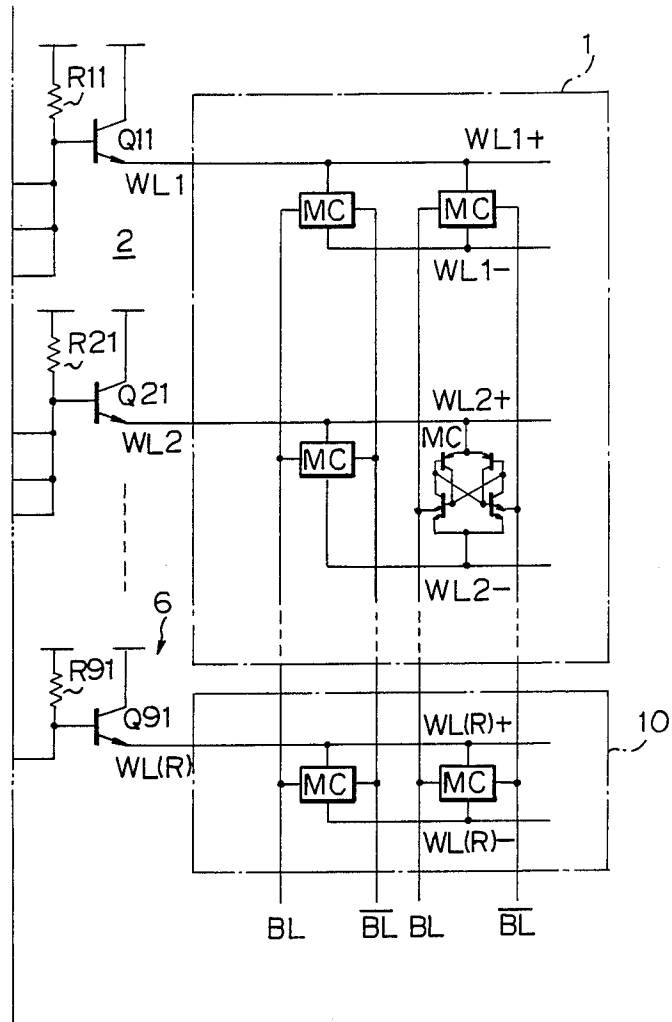 1
R11
Q11
WL1+
WL1
MC
MC
2
WL1-
R21
Q21
WL2+
WL2
MC
MC
WL2-
6
R91
Q91
WL(R)+
10
WL(R)
MC
MC
WL(R)-
BL
BL
BL
BL